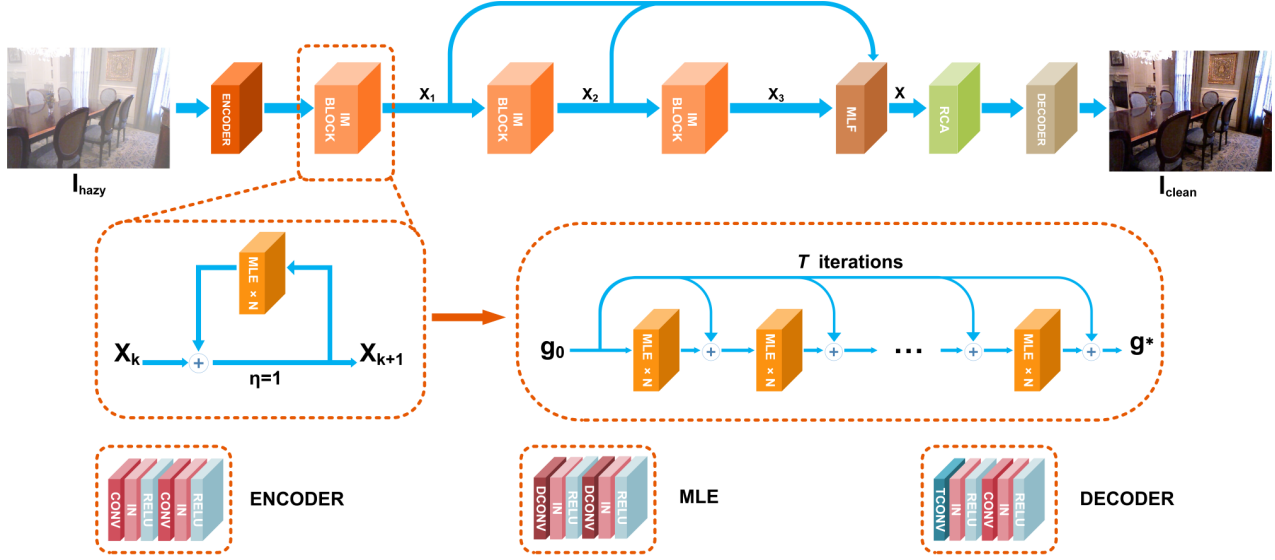 I_hazy
ENCODER
IM BLOCK
X_1
IM BLOCK
X_2
IM BLOCK
X_3
MLF
X
RCA
DECODER
I_clean
MLE × N
X_k
+
η=1
X_{k+1}
T iterations
g_0
MLE × N
+
MLE × N
+
...
+
MLE × N
+
g*
CONV
IN
RELU
CONV
IN
RELU
ENCODER
DCONV
IN
RELU
DCONV
IN
RELU
MLE
TCONV
IN
RELU
CONV
IN
RELU
DECODER